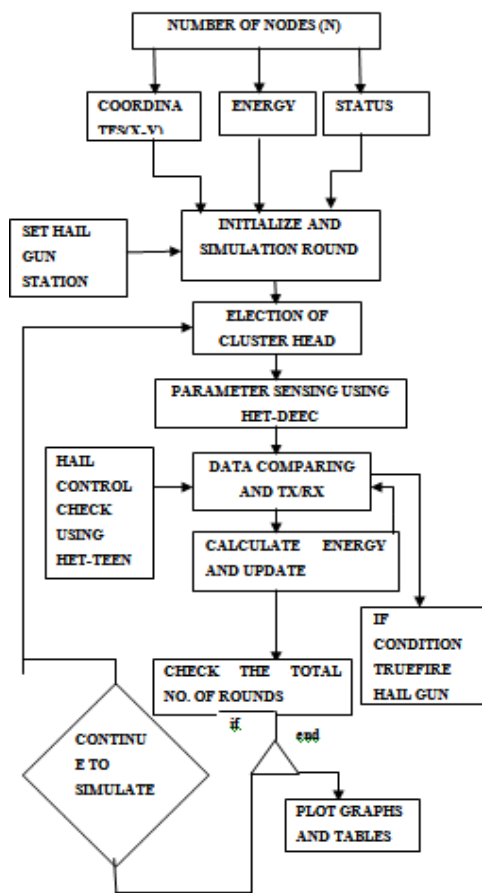 NUMBER OF NODES (N)
COORDINA
TES(X-Y)
ENERGY
STATUS
SET HAIL
GUN
STATION
INITIALIZE AND
SIMULATION ROUND
ELECTION OF
CLUSTER HEAD
PARAMETER SENSING USING
HET-DEEC
HAIL
CONTROL
CHECK
USING
HET-TEEN
DATA COMPARING
AND TX/RX
CALCULATE ENERGY
AND UPDATE
IF
CONDITION
TRUEFIRE
HAIL GUN
CHECK THE TOTAL
NO. OF ROUNDS
if
end
CONTINU
E TO
SIMULATE
PLOT GRAPHS
AND TABLES